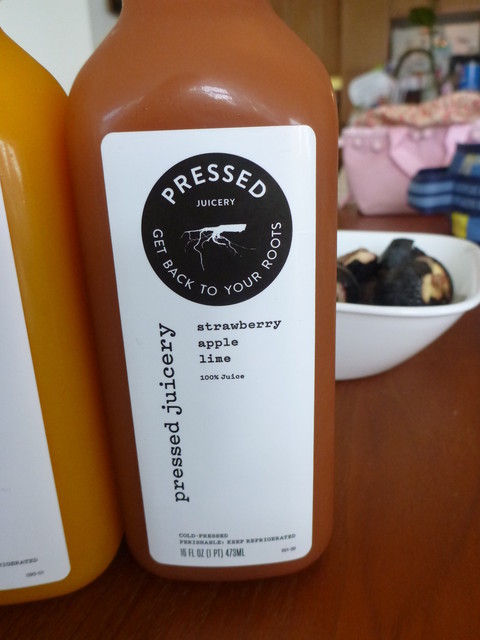 PRESSED
JUICERY
GET BACK TO YOUR ROOTS
strawberry
apple
lime
100% Juice
pressed juicery
COLD-PRESSED
PERISHABLE: KEEP REFRIGERATED
16 FL OZ (1 PT) 473ML